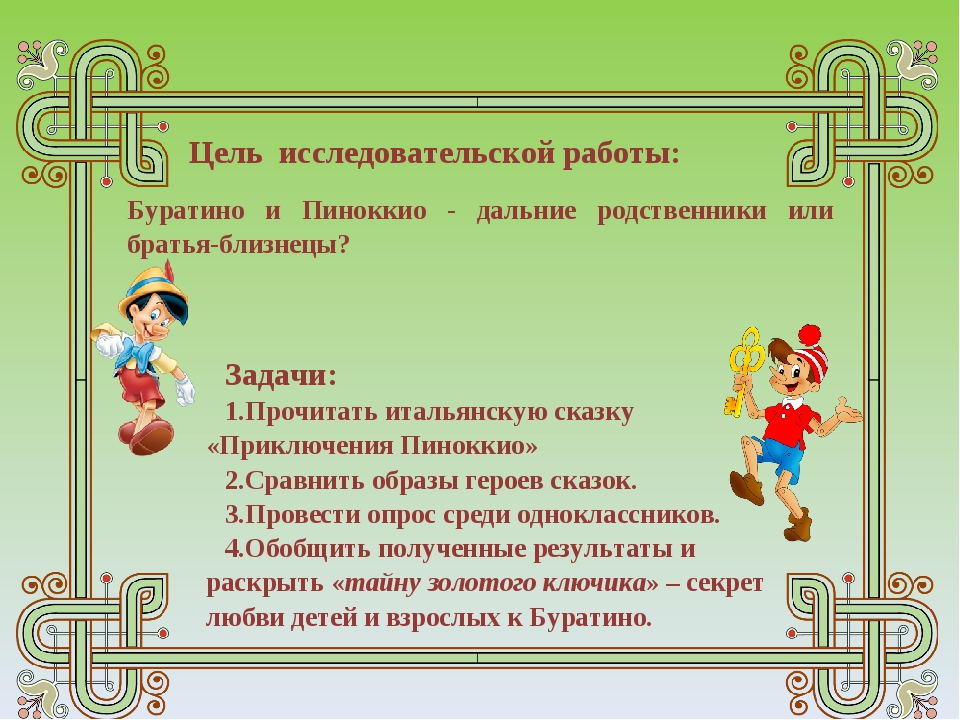 Цель исследовательской работы:
Буратино и Пиноккио - дальние родственники или
братья-близнецы?
Задачи:
1.Прочитать итальянскую сказку
«Приключения Пиноккио»
2.Сравнить образы героев сказок.
3.Провести опрос среди одноклассников.
4.Обобщить полученные результаты и
раскрыть «тайну золотого ключика» – секрет
любви детей и взрослых к Буратино.